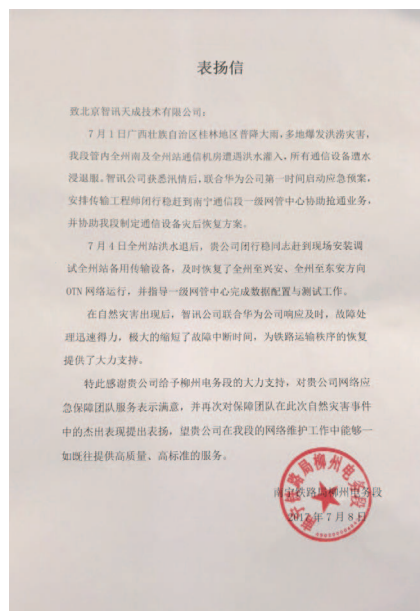 表扬信
致北京智讯天成技术有限公司：
7月1日广西壮族自治区桂林地区普降大雨，多地爆发洪涝灾害，
我段管内全州南及全州站通信机房遭遇洪水灌入，所有通信设备遭水
浸退服。智讯公司获悉汛情后，联合华为公司第一时间启动应急预案，
安排传输工程师闭行稳赶到南宁通信段一级网管中心协助抢通业务，
并协助我段制定通信设备灾后恢复方案。
7月4日全州站洪水退后，贵公司闭行稳同志赶到现场安装调
试全州站备用传输设备，及时恢复了全州至兴安、全州至东安方向
OTN网络运行，并指导一级网管中心完成数据配置与测试工作。
在自然灾害出现后，智讯公司联合华为公司响应及时，故障处
理迅速得力，极大的缩短了故障中断时间，为铁路运输秩序的恢复
提供了大力支持。
特此感谢贵公司给予柳州电务段的大力支持，对贵公司网络应
急保障团队服务表示满意，并再次对保障团队在此次自然灾害事件
中的杰出表现提出表扬，望贵公司在我段的网络维护工作中能够一
如既往提供高质量、高标准的服务。
南宁铁路局柳州电务段
2017年7月8日
南宁铁路局柳州电务段